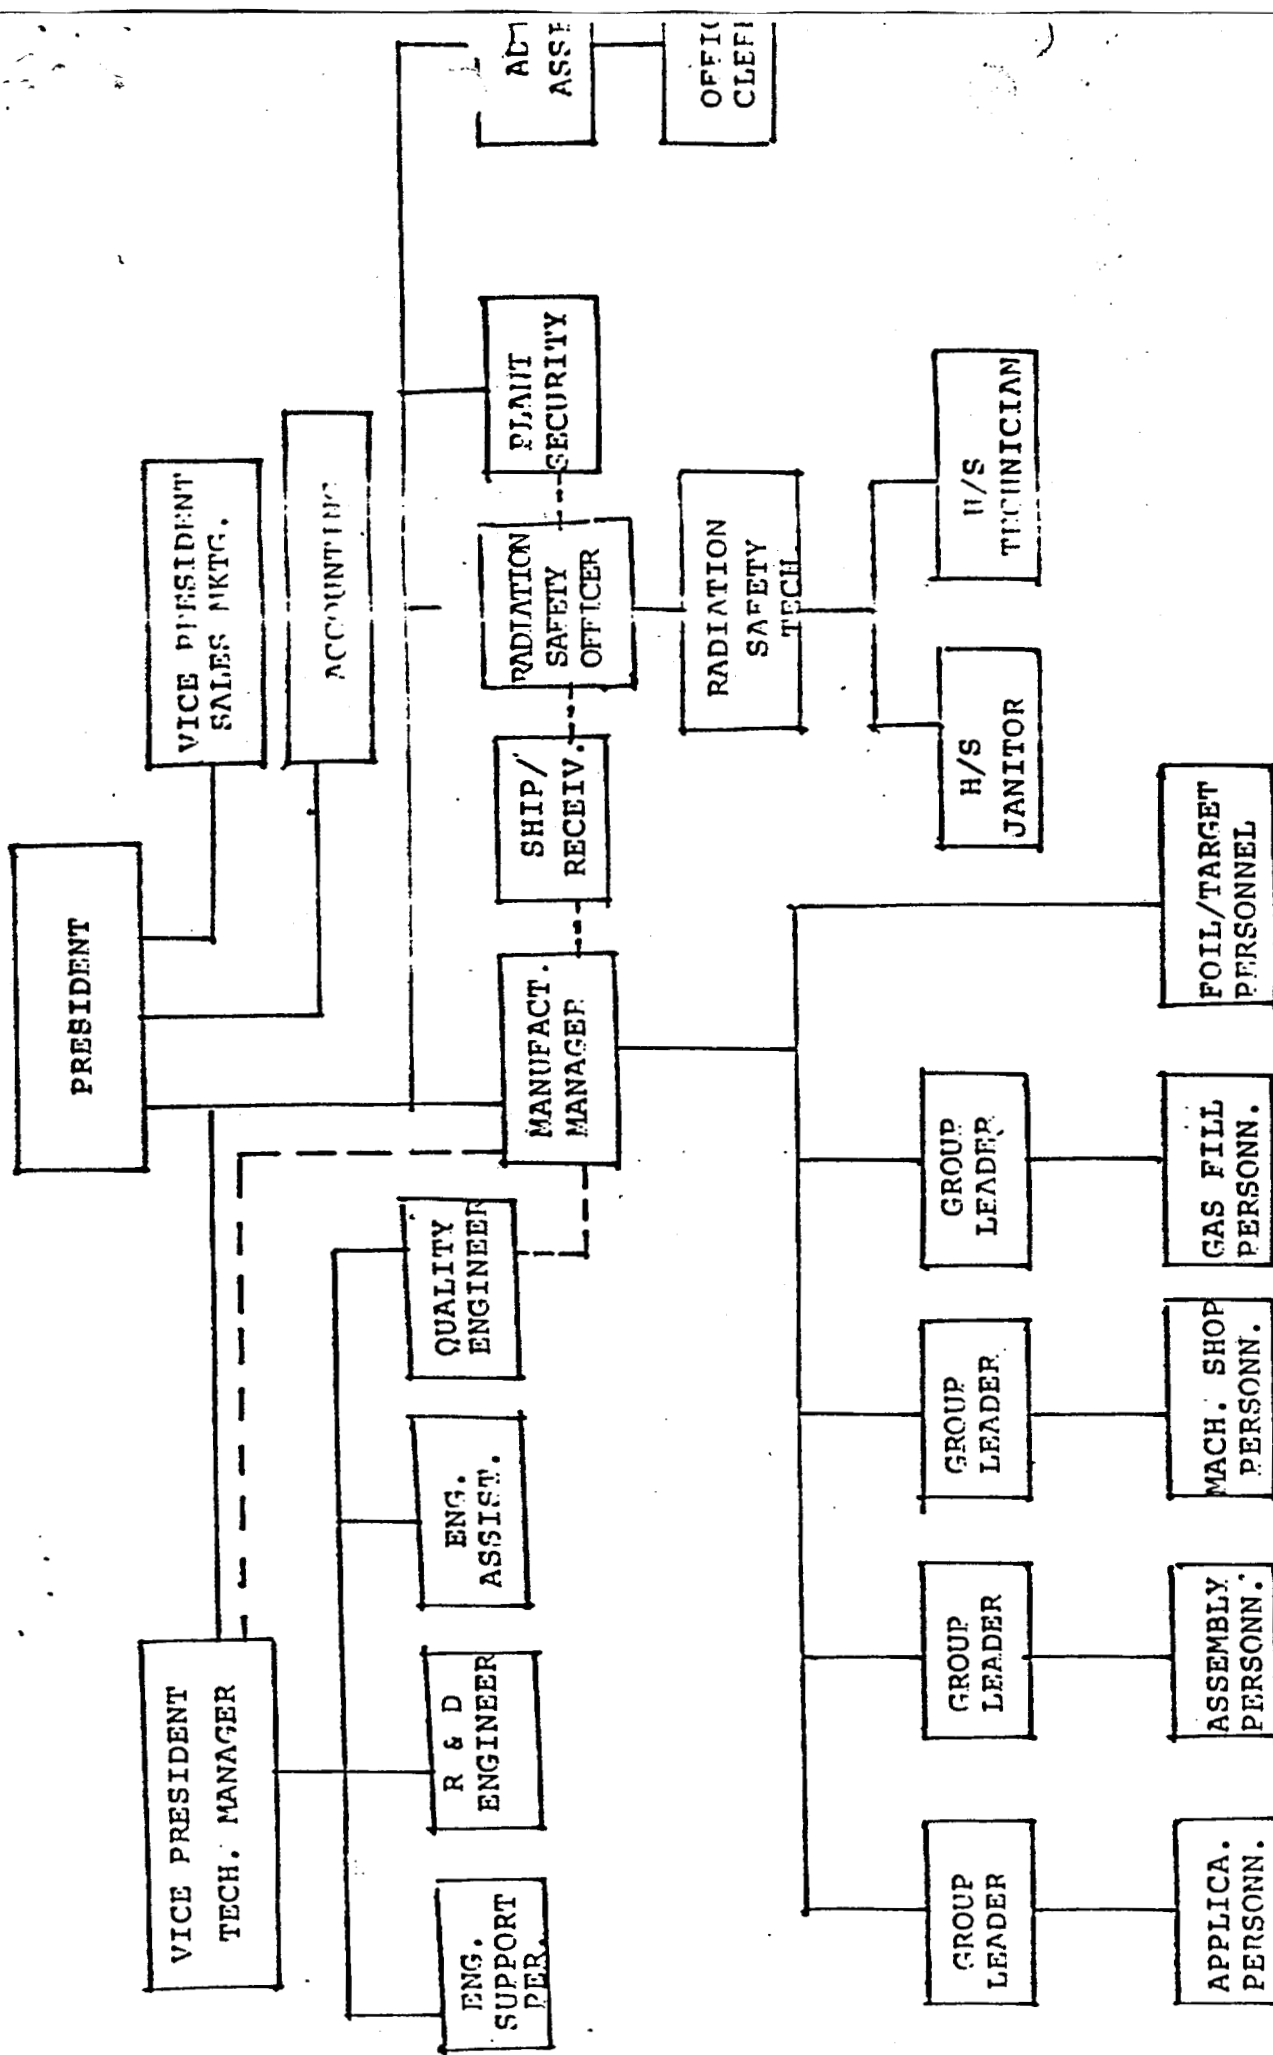 PRESIDENT
VICE PRESIDENT
SALES MKTG.
ACCOUNTING
VICE PRESIDENT
TECH. MANAGER
ENG.
SUPPORT
PER.
R & D
ENGINEER
ENG.
ASSIST.
QUALITY
ENGINEER
MANUFACT.
MANAGER
SHIP/
RECEIV.
RADIATION
SAFETY
OFFICER
PLANT
SECURITY
RADIATION
SAFETY
TECH.
H/S
JANITOR
H/S
TECHNICIAN
GROUP
LEADER
GROUP
LEADER
GROUP
LEADER
GROUP
LEADER
APPLICA.
PERSONN.
ASSEMBLY
PERSONN.
MACH. SHOP
PERSONN.
GAS FILL
PERSONN.
FOIL/TARGET
PERSONNEL